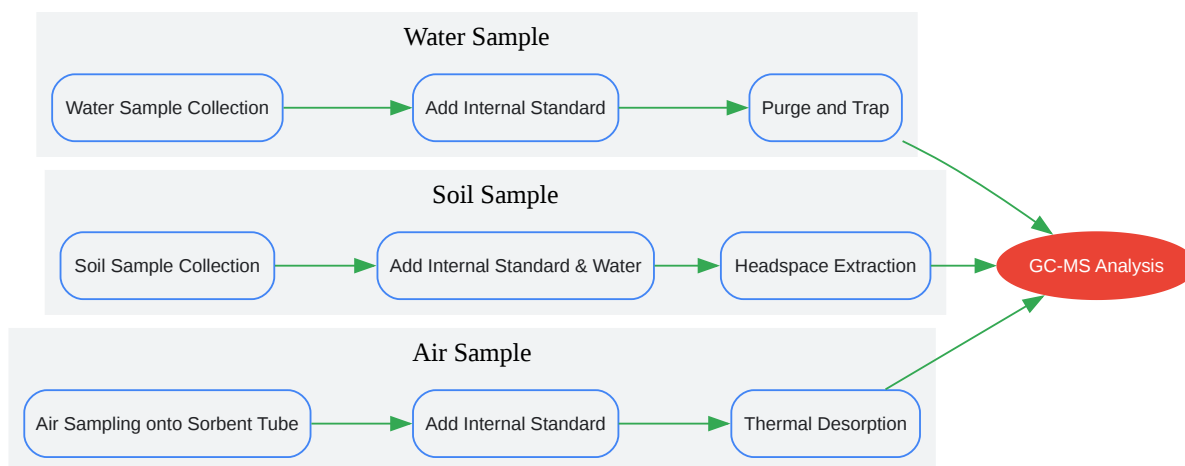 Water Sample
Water Sample Collection
Add Internal Standard
Purge and Trap
Soil Sample
Soil Sample Collection
Add Internal Standard & Water
Headspace Extraction
GC-MS Analysis
Air Sample
Air Sampling onto Sorbent Tube
Add Internal Standard
Thermal Desorption